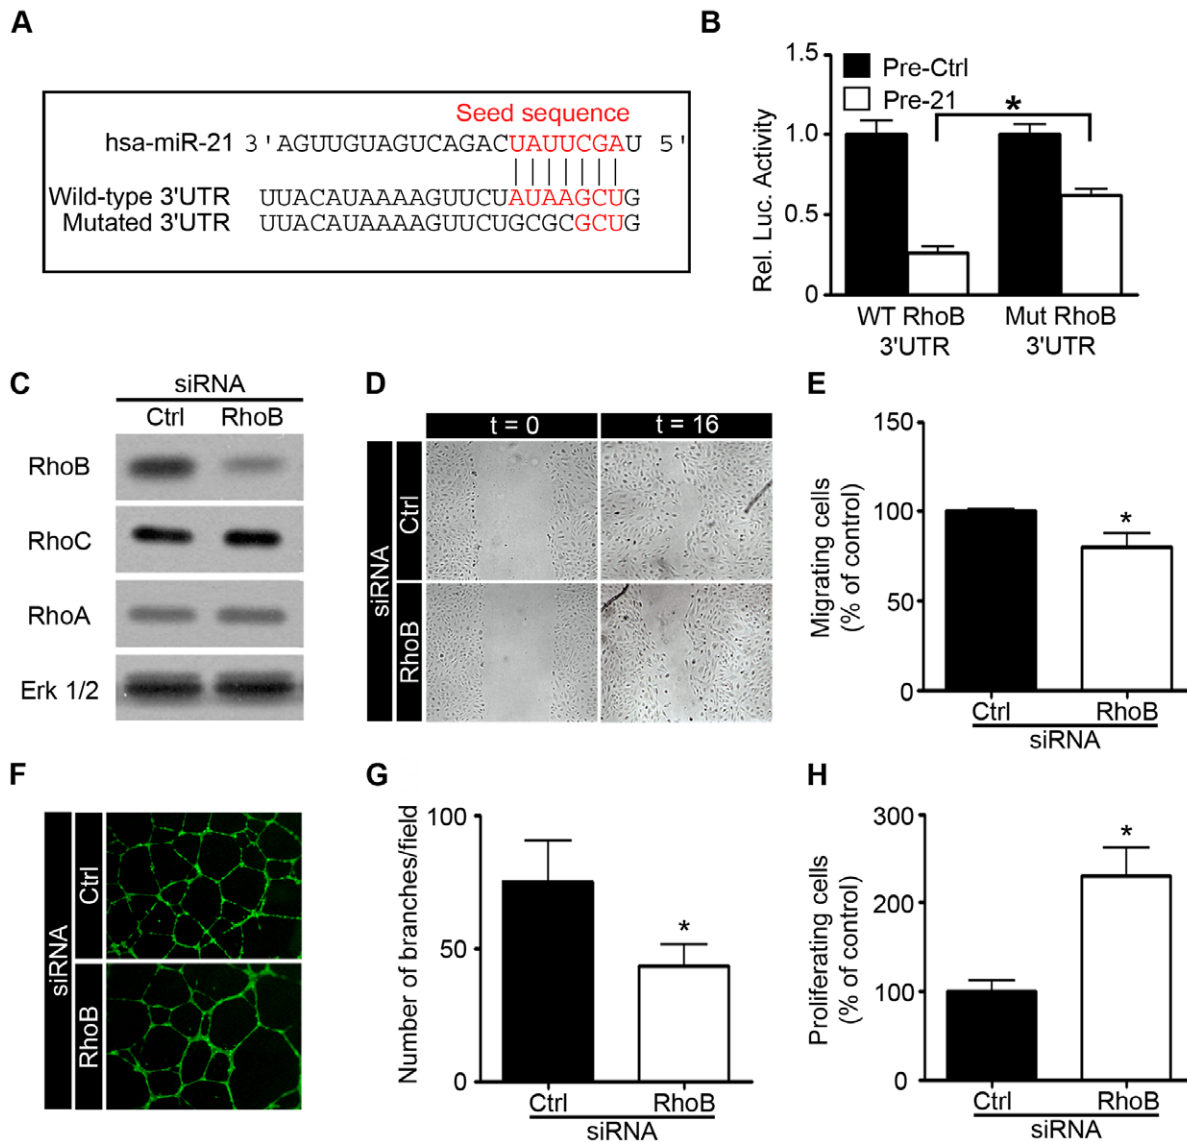 A
Seed sequence
hsa-miR-21 3 'AGUUGUAGUCAGACUAUUCGAU 5'
Wild-type 3'UTR UUACAUAAAAGUUCUAUAAGCUG
Mutated 3'UTR UUACAUAAAAGUUCUGCGCGCUG
B
Rel. Luc. Activity
1.5
1.0
0.5
0
Pre-Ctrl
Pre-21
*
WT RhoB
3'UTR
Mut RhoB
3'UTR
C
siRNA
Ctrl RhoB
RhoB
RhoC
RhoA
Erk 1/2
D
t = 0 t = 16
siRNA
Ctrl
RhoB
E
Migrating cells
(% of control)
150
100
50
0
*
Ctrl RhoB
siRNA
F
siRNA
Ctrl
RhoB
G
Number of branches/field
100
50
0
*
Ctrl RhoB
siRNA
H
Proliferating cells
(% of control)
300
200
100
0
*
Ctrl RhoB
siRNA